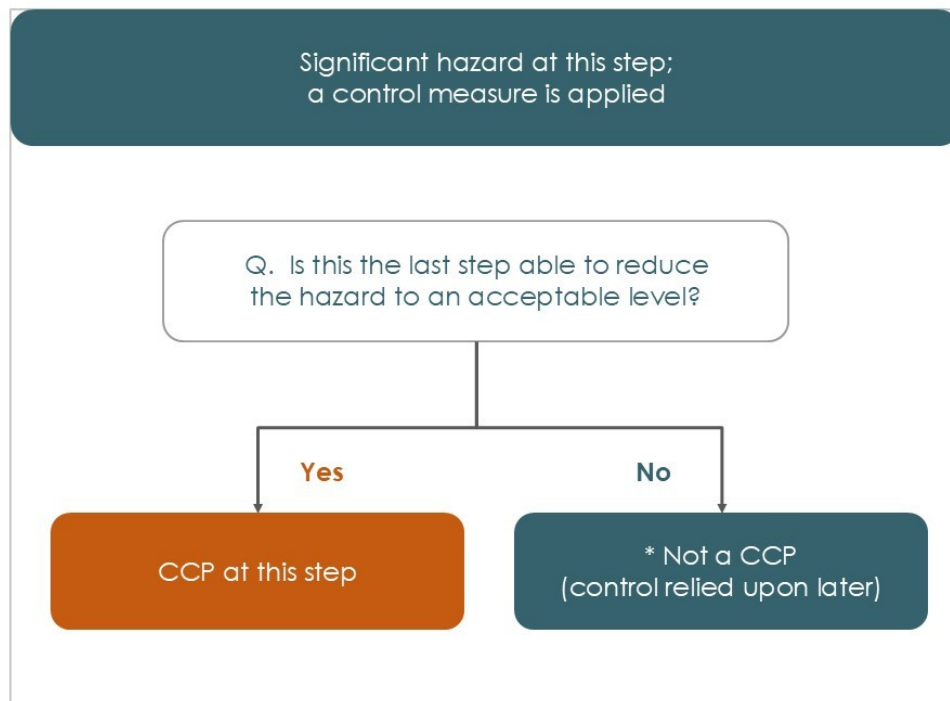 Significant hazard at this step;
a control measure is applied
Q. Is this the last step able to reduce
the hazard to an acceptable level?
Yes
No
CCP at this step
* Not a CCP
(control relied upon later)